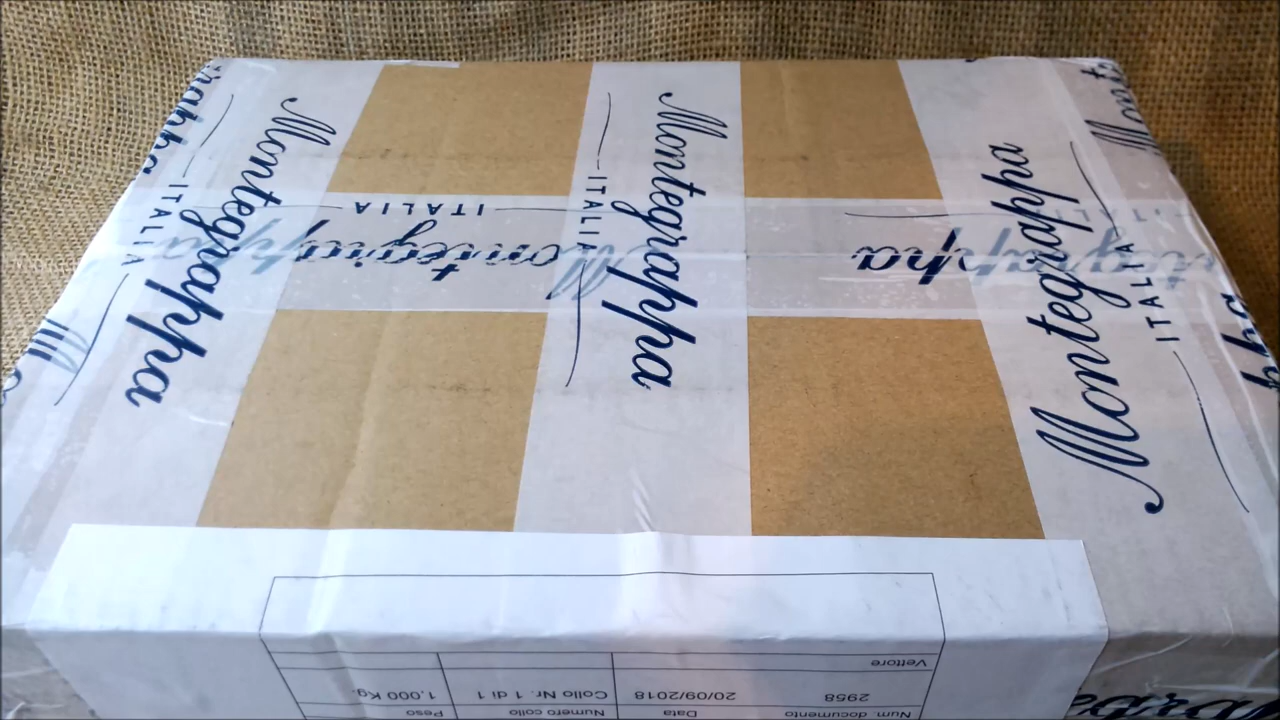 Montegrappa
ITALIA
Montegrappa
ITALIA
Montegrappa
ITALIA
Montegrappa
ITALIA
grappa
Num. documento
2958
Data
20/09/2018
Numero collo
Collo Nr. 1 di 1
Peso
1,000 Kg.
Vettore